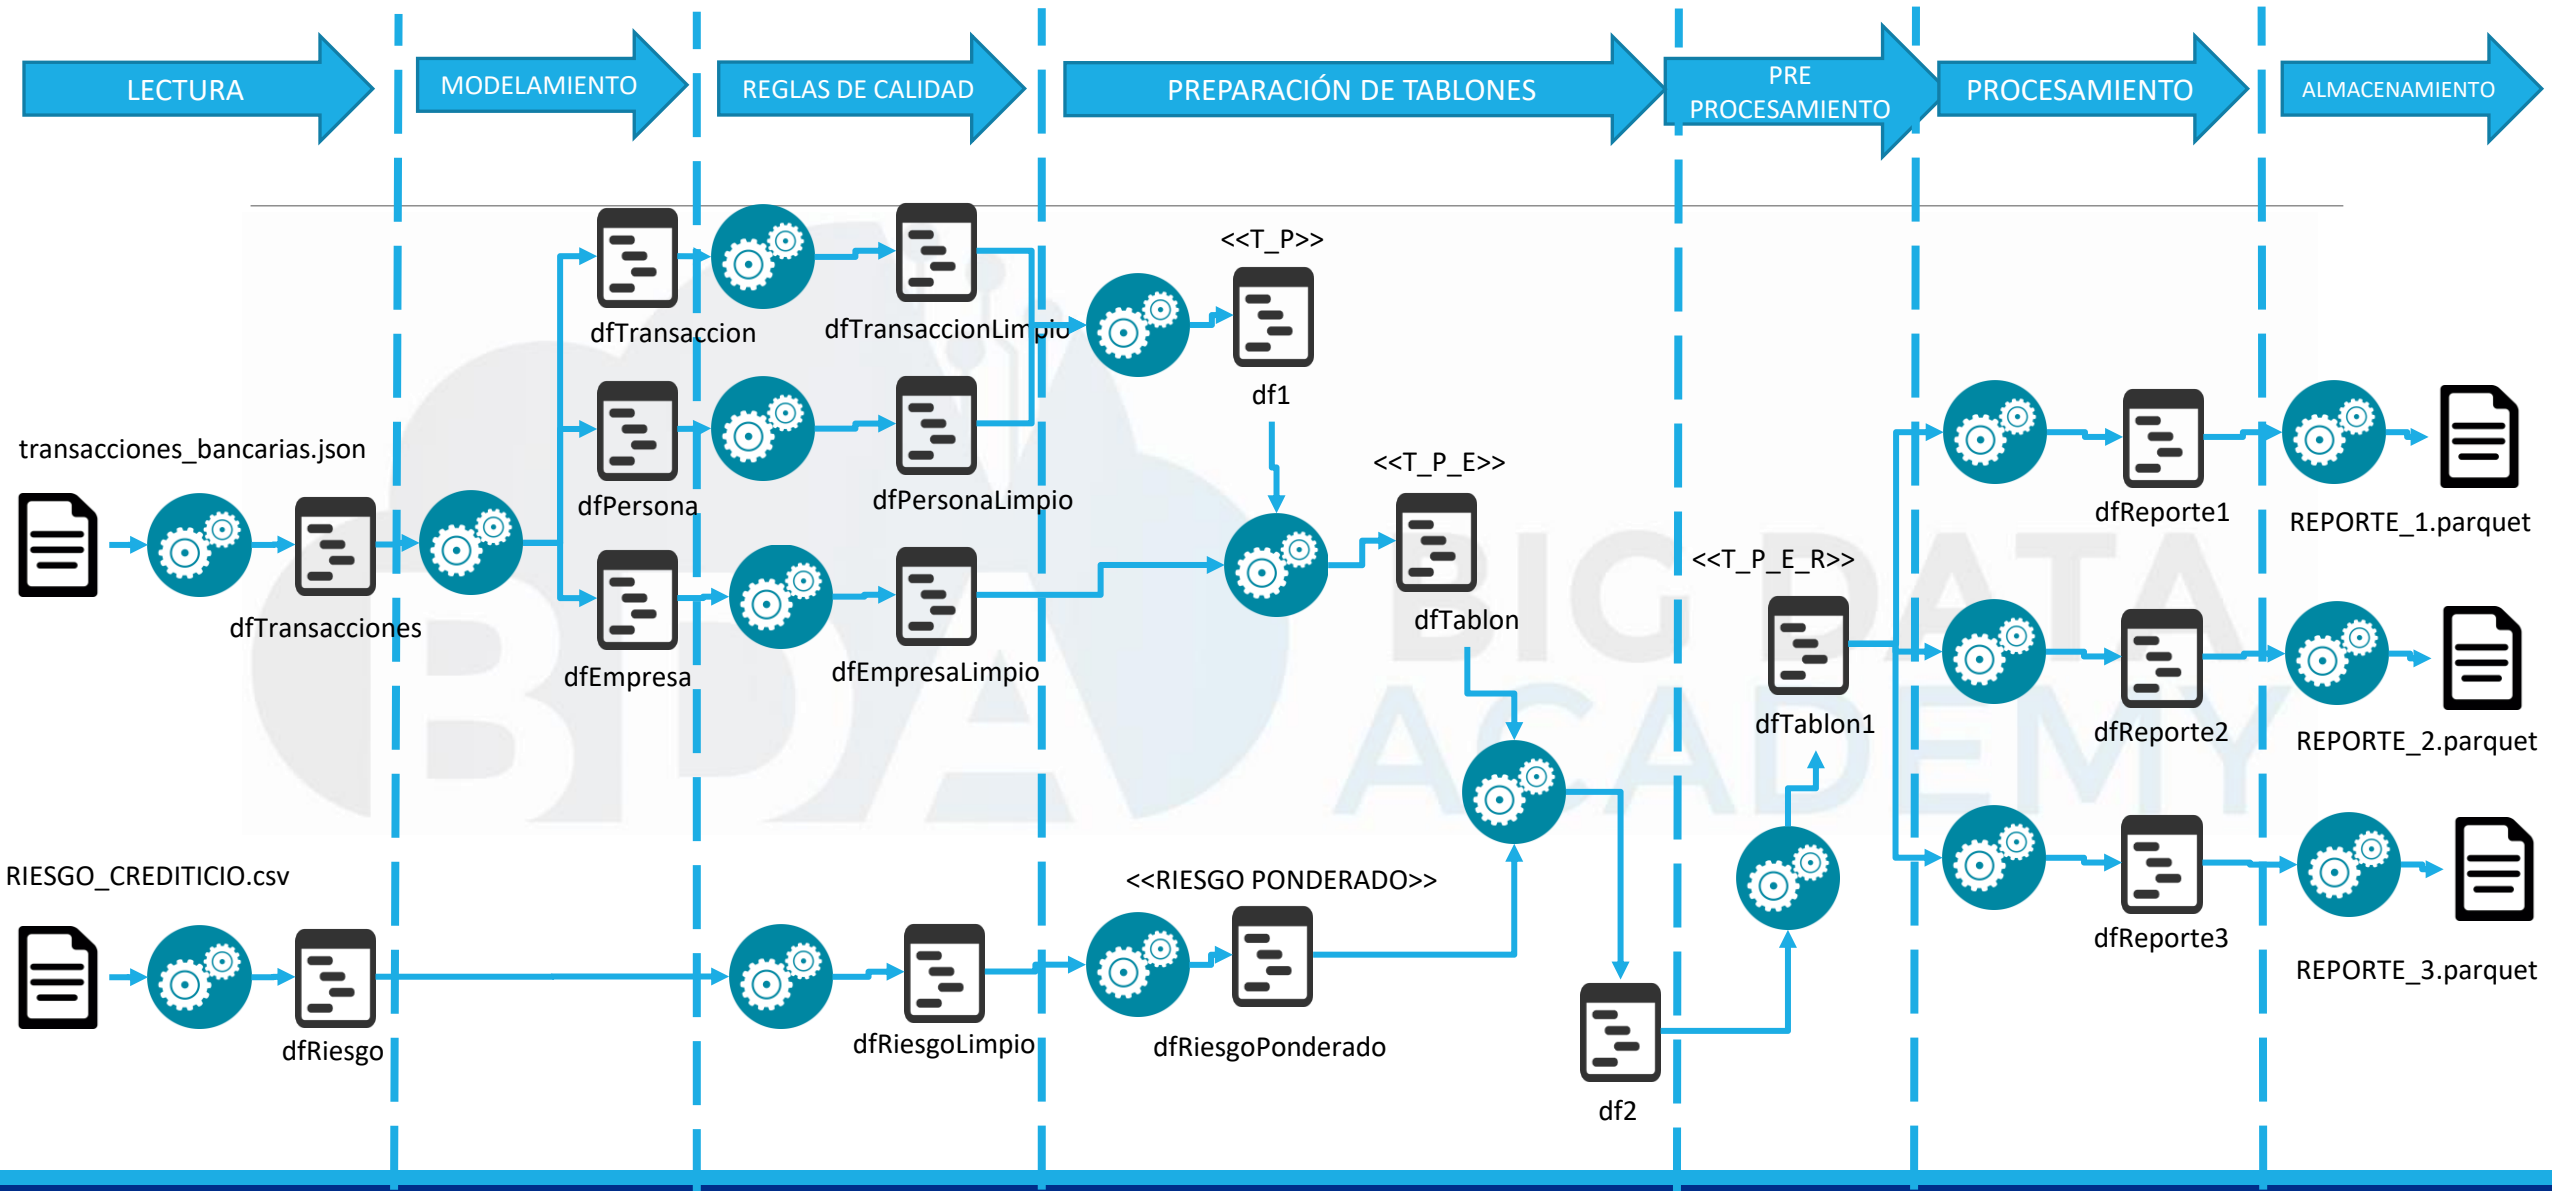 LECTURA
MODELAMIENTO
REGLAS DE CALIDAD
PREPARACIÓN DE TABLONES
PRE
PROCESAMIENTO
PROCESAMIENTO
ALMACENAMIENTO
<<T_P>>
dfTransaccion
dfTransaccionLimpio
df1
transacciones_bancarias.json
<<T_P_E>>
dfPersona
dfPersonaLimpio
dfReporte1
REPORTE_1.parquet
<<T_P_E_R>>
dfTransacciones
dfTablon
dfEmpresa
dfEmpresaLimpio
dfTablon1
dfReporte2
REPORTE_2.parquet
BDA
BIG DATA
ACADEMY
RIESGO_CREDITICIO.csv
<<RIESGO PONDERADO>>
dfReporte3
REPORTE_3.parquet
dfRiesgo
dfRiesgoLimpio
dfRiesgoPonderado
df2